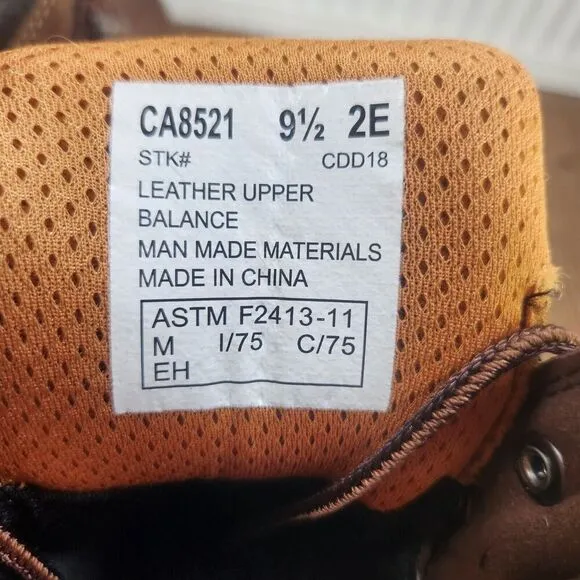 CA8521 9½ 2E
STK# CDD18
LEATHER UPPER
BALANCE
MAN MADE MATERIALS
MADE IN CHINA
ASTM F2413-11
M I/75 C/75
EH